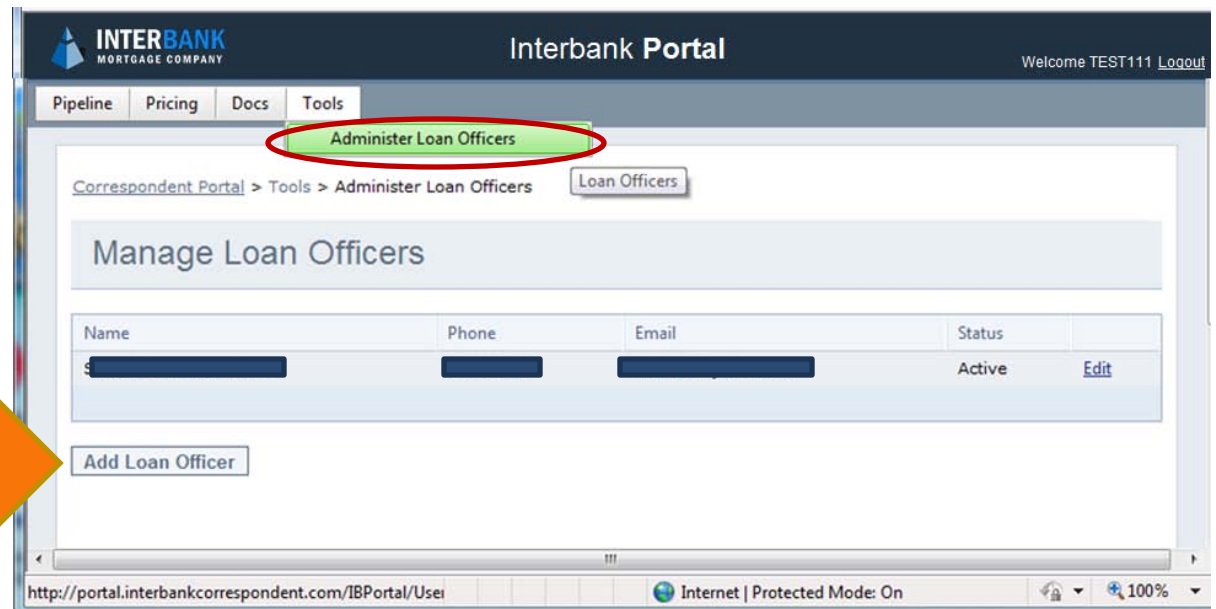 INTERBANK
MORTGAGE COMPANY
Interbank Portal
Welcome TEST111 Logout
Pipeline Pricing Docs Tools
Administer Loan Officers
Correspondent Portal > Tools > Administer Loan Officers
Loan Officers
Manage Loan Officers
Name Phone Email Status
Active Edit
Add Loan Officer
http://portal.interbankcorrespondent.com/IBPortal/User
Internet | Protected Mode: On
100%